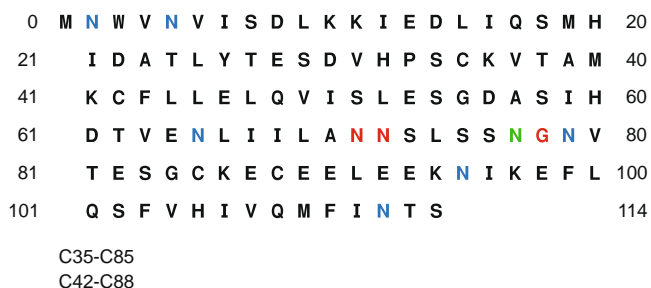 0 M N W V N V I S D L K K I E D L I Q S M H 20
21 I D A T L Y T E S D V H P S C K V T A M 40
41 K C F L L E L Q V I S L E S G D A S I H 60
61 D T V E N L I I L A N N S L S S N G N V 80
81 T E S G C K E C E E L E E K N I K E F L 100
101 Q S F V H I V Q M F I N T S 114
C35-C85
C42-C88